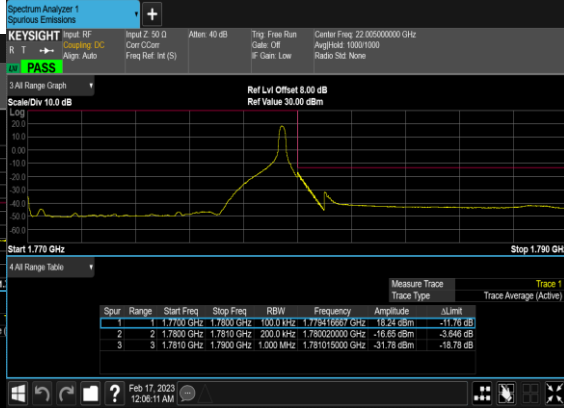 Spectrum Analyzer 1
Spurious Emissions
+
KEYSIGHT Input: RF Input Z: 50 Ω Atten: 40 dB Trig: Free Run Center Freq: 22.005000000 GHz
R T Coupling: DC Corr CCorr Gate: Off Avg|Hold: 1000/1000
Align: Auto Freq Ref: Int (S) IF Gain: Low Radio Std: None
PASS
3 All Range Graph
Ref Lvl Offset 8.00 dB
Scale/Div 10.0 dB Ref Value 30.00 dBm
Log
20.0
10.0
0.00
-10.0
-20.0
-30.0
-40.0
-50.0
-60.0
Start 1.770 GHz Stop 1.790 GH
4 All Range Table
Measure Trace Trace 1
Trace Type Trace Average (Active)
Spur Range Start Freq Stop Freq RBW Frequency Amplitude ΔLimit
1 1 1.7700 GHz 1.7800 GHz 100.0 kHz 1.779416667 GHz 18.24 dBm -11.76 dB
2 2 1.7800 GHz 1.7810 GHz 200.0 kHz 1.780020000 GHz -16.65 dBm -3.646 dB
3 3 1.7810 GHz 1.7900 GHz 1.000 MHz 1.781015000 GHz -31.78 dBm -18.78 dB
? Feb 17, 2023
12:06:11 AM